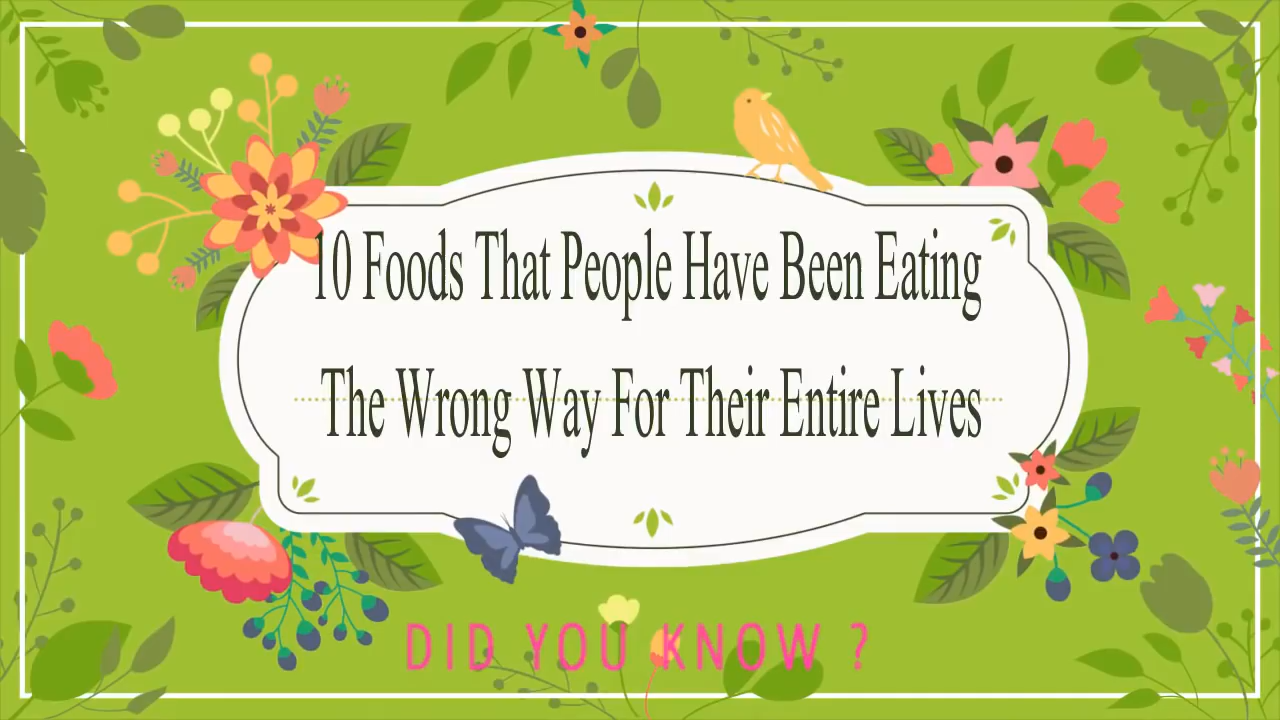 10 Foods That People Have Been Eating
The Wrong Way For Their Entire Lives
DID YOU KNOW ?